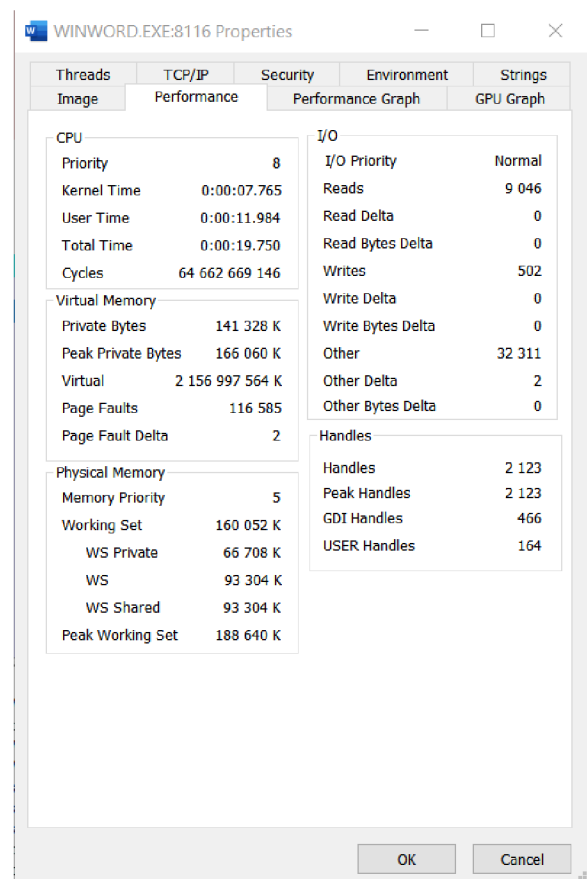 WINWORD.EXE:8116 Properties
Threads TCP/IP Security Environment Strings
Image Performance Performance Graph GPU Graph
CPU
Priority 8
Kernel Time 0:00:07.765
User Time 0:00:11.984
Total Time 0:00:19.750
Cycles 64 662 669 146
Virtual Memory
Private Bytes 141 328 K
Peak Private Bytes 166 060 K
Virtual 2 156 997 564 K
Page Faults 116 585
Page Fault Delta 2
Physical Memory
Memory Priority 5
Working Set 160 052 K
WS Private 66 708 K
WS 93 304 K
WS Shared 93 304 K
Peak Working Set 188 640 K
I/O
I/O Priority Normal
Reads 9 046
Read Delta 0
Read Bytes Delta 0
Writes 502
Write Delta 0
Write Bytes Delta 0
Other 32 311
Other Delta 2
Other Bytes Delta 0
Handles
Handles 2 123
Peak Handles 2 123
GDI Handles 466
USER Handles 164
OK Cancel